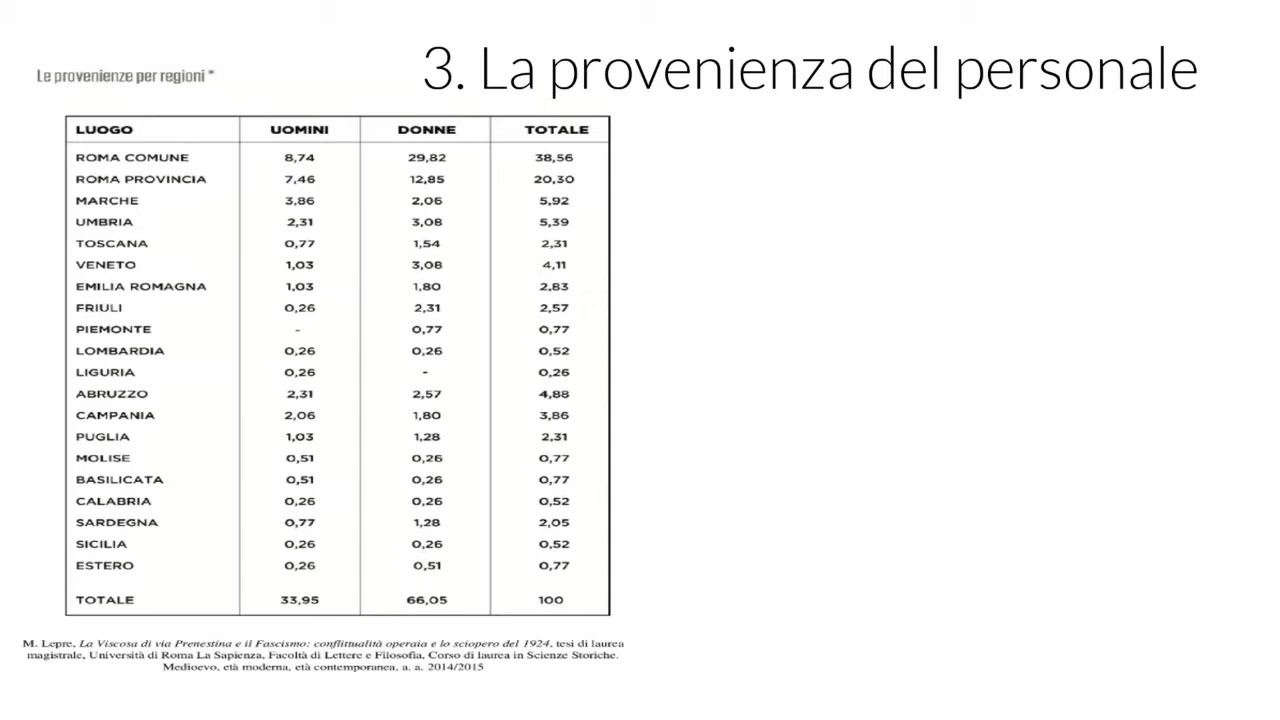 3. La provenienza del personale
Le provenienze per regioni *
LUOGO UOMINI DONNE TOTALE
ROMA COMUNE 8,74 29,82 38,56
ROMA PROVINCIA 7,46 12,85 20,30
MARCHE 3,86 2,06 5,92
UMBRIA 2,31 3,08 5,39
TOSCANA 0,77 1,54 2,31
VENETO 1,03 3,08 4,11
EMILIA ROMAGNA 1,03 1,80 2,83
FRIULI 0,26 2,31 2,57
PIEMONTE - 0,77 0,77
LOMBARDIA 0,26 0,26 0,52
LIGURIA 0,26 - 0,26
ABRUZZO 2,31 2,57 4,88
CAMPANIA 2,06 1,80 3,86
PUGLIA 1,03 1,28 2,31
MOLISE 0,51 0,26 0,77
BASILICATA 0,51 0,26 0,77
CALABRIA 0,26 0,26 0,52
SARDEGNA 0,77 1,28 2,05
SICILIA 0,26 0,26 0,52
ESTERO 0,26 0,51 0,77
TOTALE 33,95 66,05 100
M. Lepre, La Viscosa di via Prenestina e il Fascismo: conflittualità operaia e lo sciopero del 1924, tesi di laurea
magistrale, Università di Roma La Sapienza, Facoltà di Lettere e Filosofia, Corso di laurea in Scienze Storiche.
Medioevo, età moderna, età contemporanea, a. a. 2014/2015